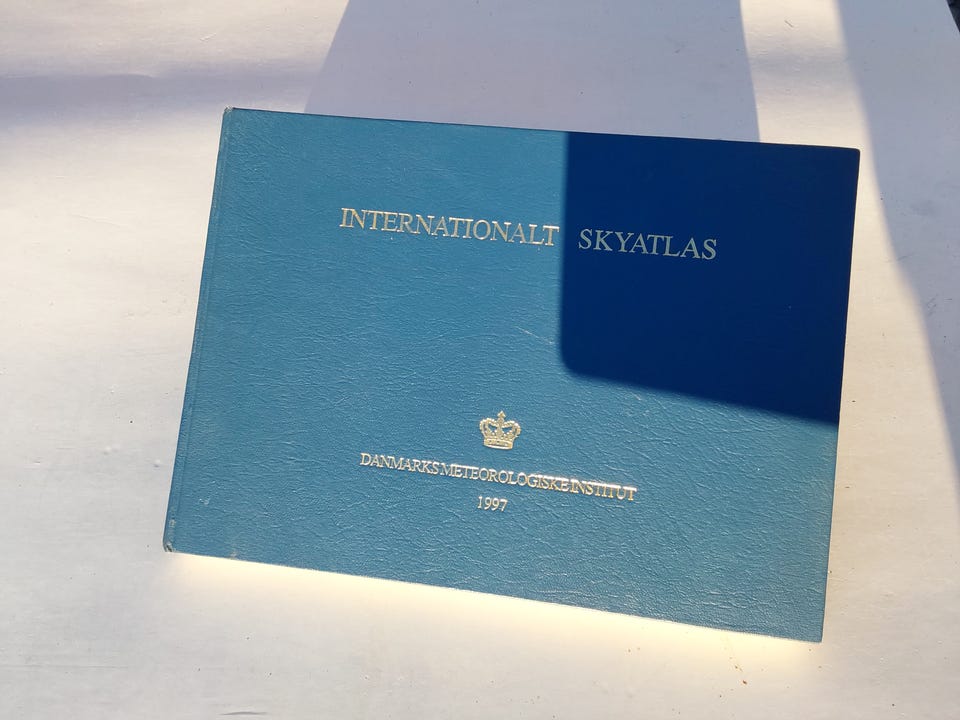 INTERNATIONALT SKYATLAS
DANMARKS METEOROLOGISKE INSTITUT
1997